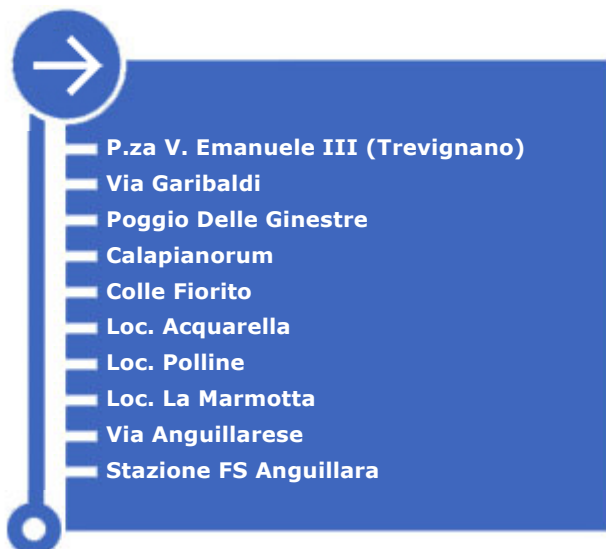 P.za V. Emanuele III (Trevignano)
Via Garibaldi
Poggio Delle Ginestre
Calapianorum
Colle Fiorito
Loc. Acquarella
Loc. Polline
Loc. La Marmotta
Via Anguillarese
Stazione FS Anguillara